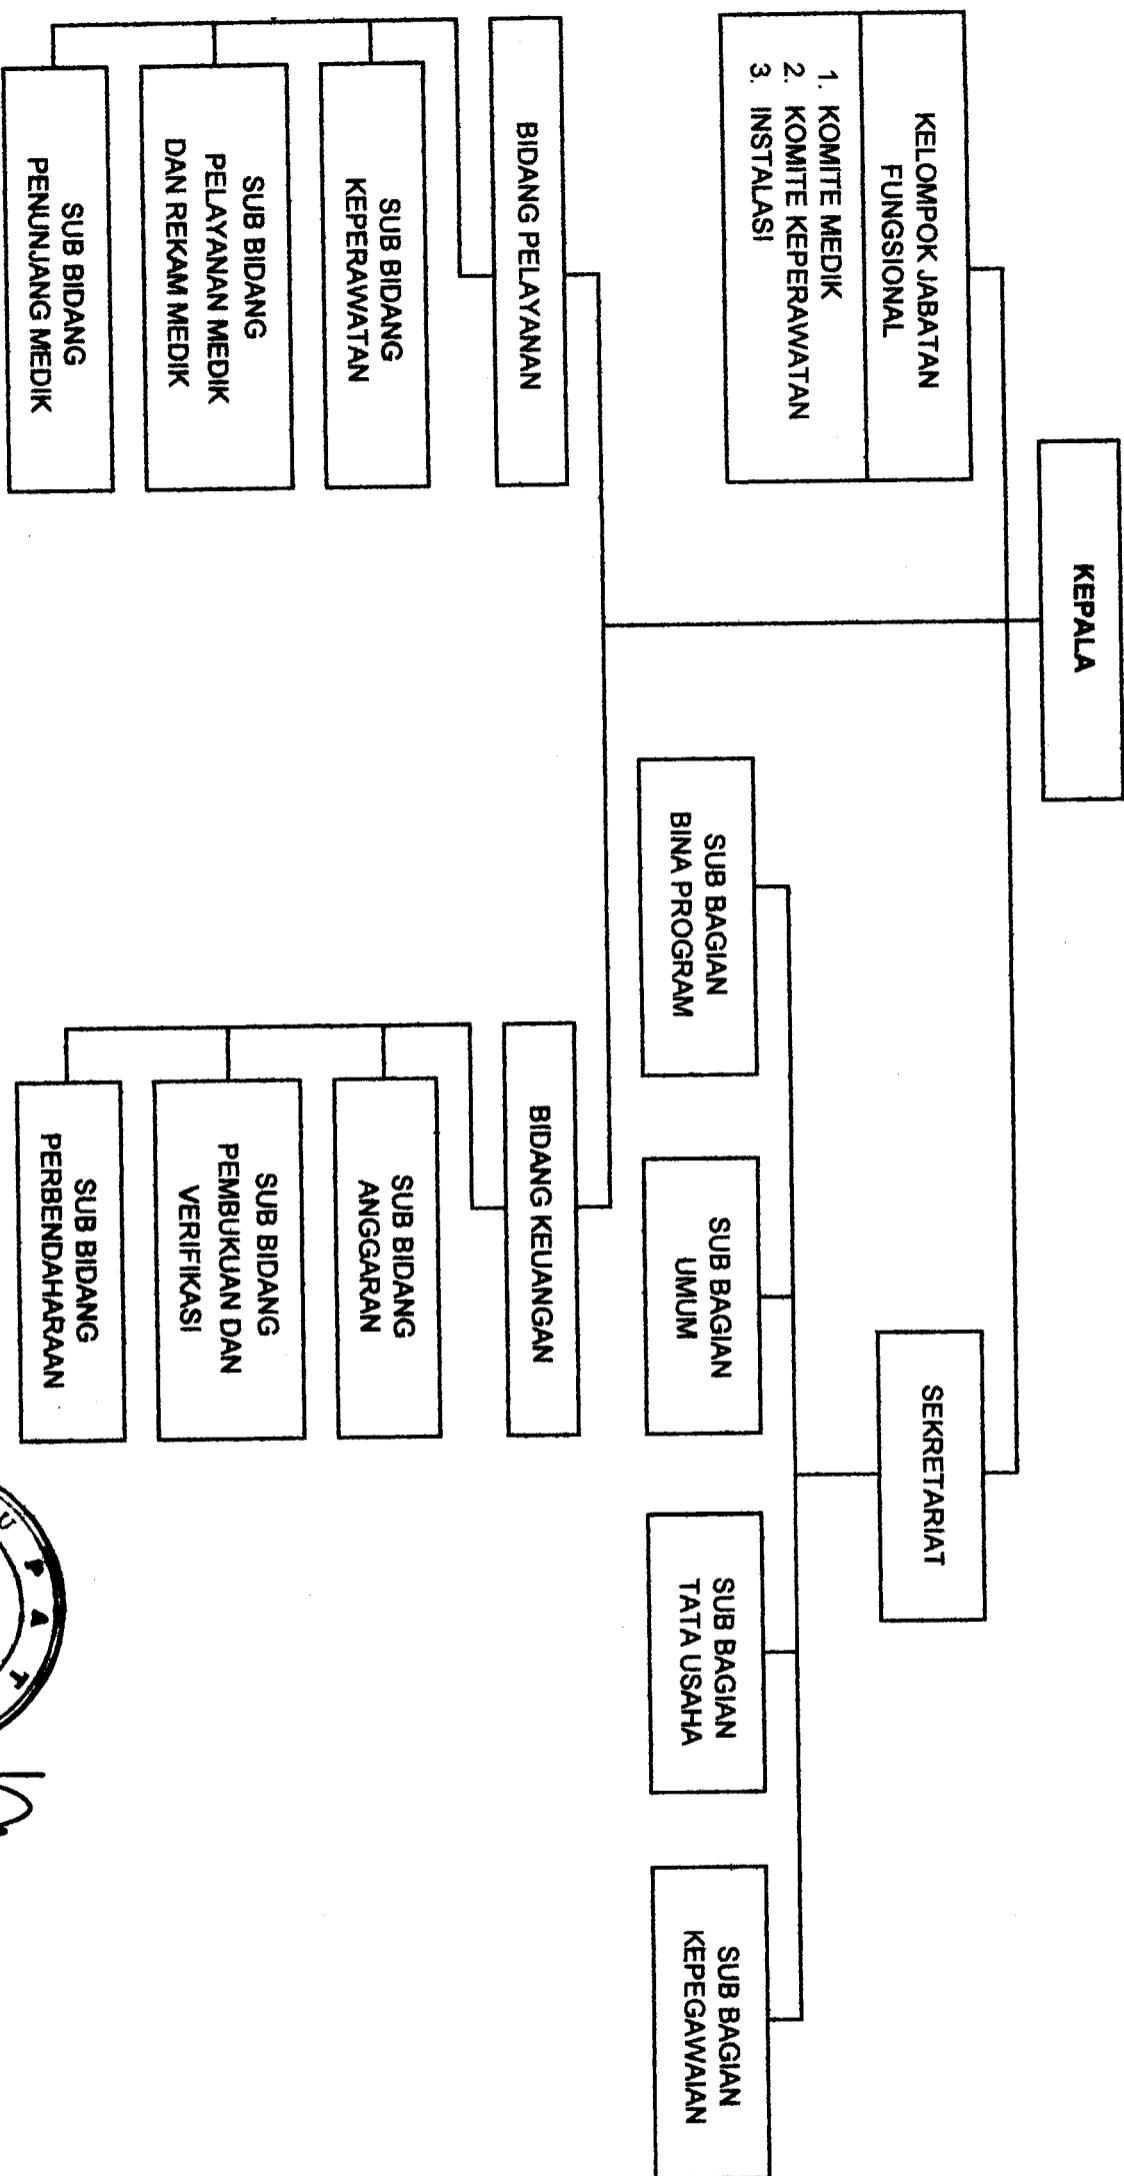 KEPALA
KELOMPOK JABATAN
FUNGSIONAL
1. KOMITE MEDIK
2. KOMITE KEPERAWATAN
3. INSTALASI
SEKRETARIAT
SUB BAGIAN
BINA PROGRAM
SUB BAGIAN
UMUM
SUB BAGIAN
TATA USAHA
SUB BAGIAN
KEPEGAWAIAN
BIDANG PELAYANAN
SUB BIDANG
KEPERAWATAN
SUB BIDANG
PELAYANAN MEDIK
DAN REKAM MEDIK
SUB BIDANG
PENUNJANG MEDIK
BIDANG KEUANGAN
SUB BIDANG
ANGGARAN
SUB BIDANG
PEMBUKUAN DAN
VERIFIKASI
SUB BIDANG
PERBENDAHARAAN
U P A T